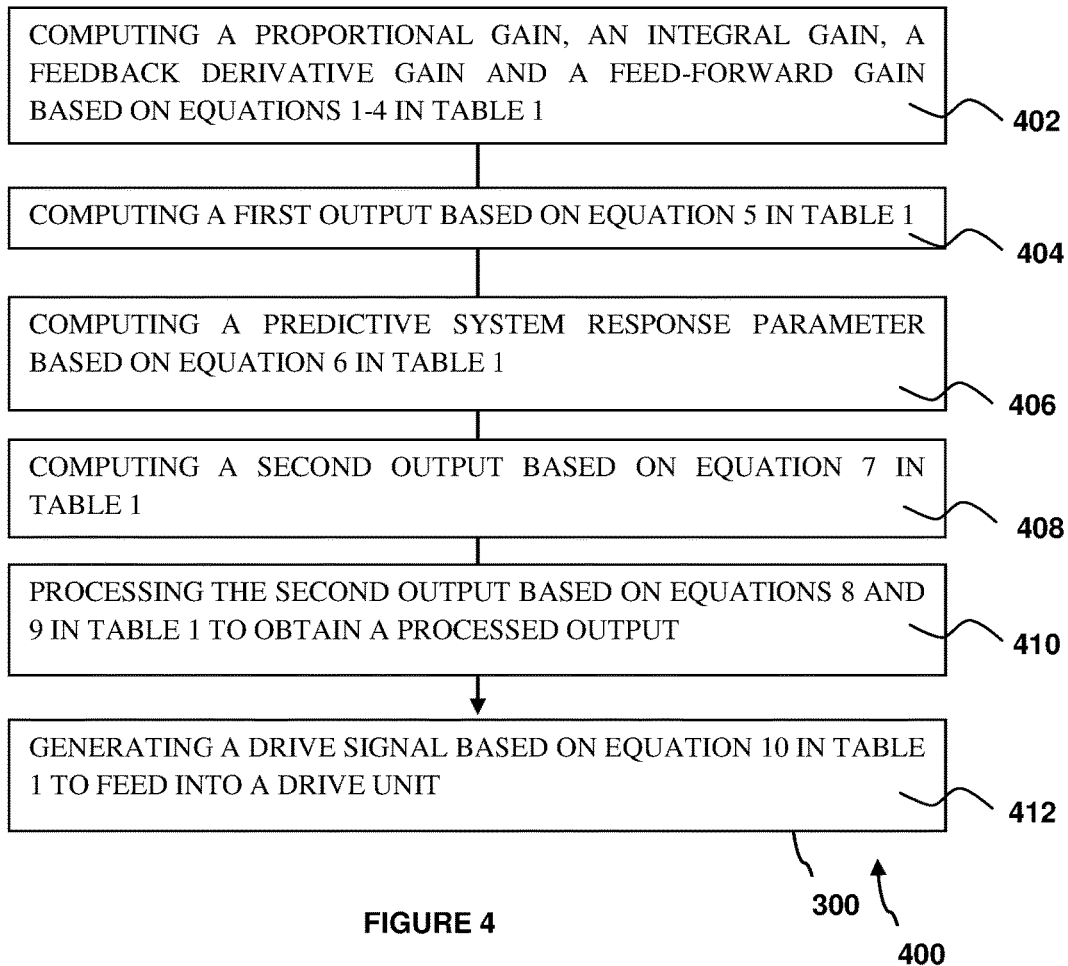 COMPUTING A PROPORTIONAL GAIN, AN INTEGRAL GAIN, A
FEEDBACK DERIVATIVE GAIN AND A FEED-FORWARD GAIN
BASED ON EQUATIONS 1-4 IN TABLE 1
402
COMPUTING A FIRST OUTPUT BASED ON EQUATION 5 IN TABLE 1
404
COMPUTING A PREDICTIVE SYSTEM RESPONSE PARAMETER
BASED ON EQUATION 6 IN TABLE 1
406
COMPUTING A SECOND OUTPUT BASED ON EQUATION 7 IN
TABLE 1
408
PROCESSING THE SECOND OUTPUT BASED ON EQUATIONS 8 AND
9 IN TABLE 1 TO OBTAIN A PROCESSED OUTPUT
410
GENERATING A DRIVE SIGNAL BASED ON EQUATION 10 IN TABLE
1 TO FEED INTO A DRIVE UNIT
412
300
FIGURE 4
400